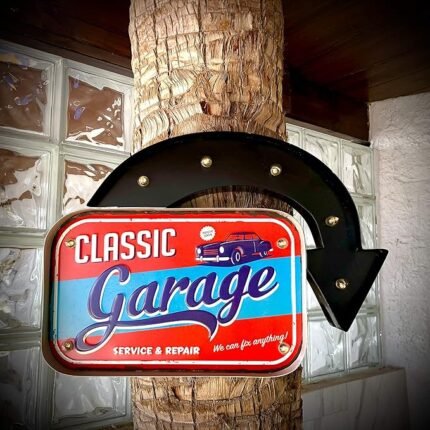 CLASSIC
Garage
SERVICE & REPAIR
We can fix anything!